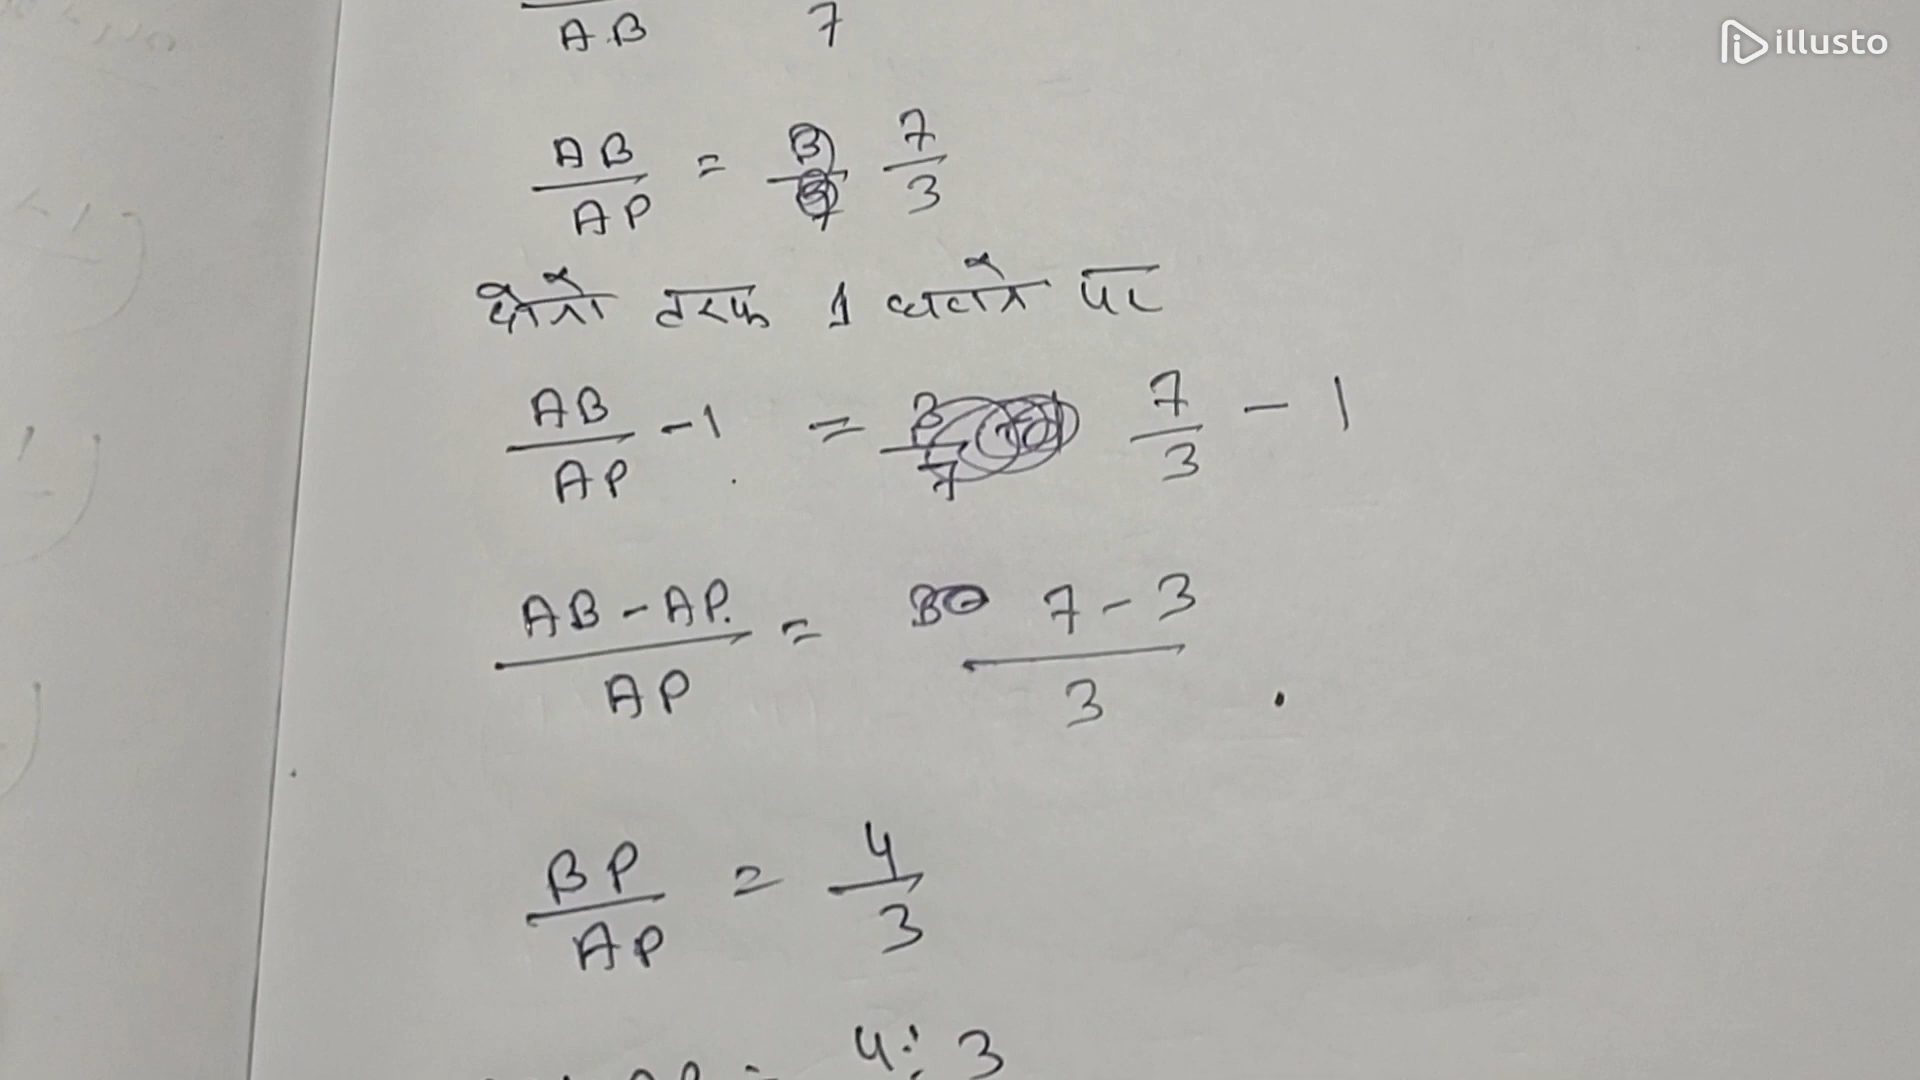 illusto
AB 7
AB/AP = 7/3
दोनों तरफ 1 घटाने पर
AB/AP - 1 = 7/3 - 1
AB - AP/AP = 7 - 3/3
BP/AP = 4/3
4:3